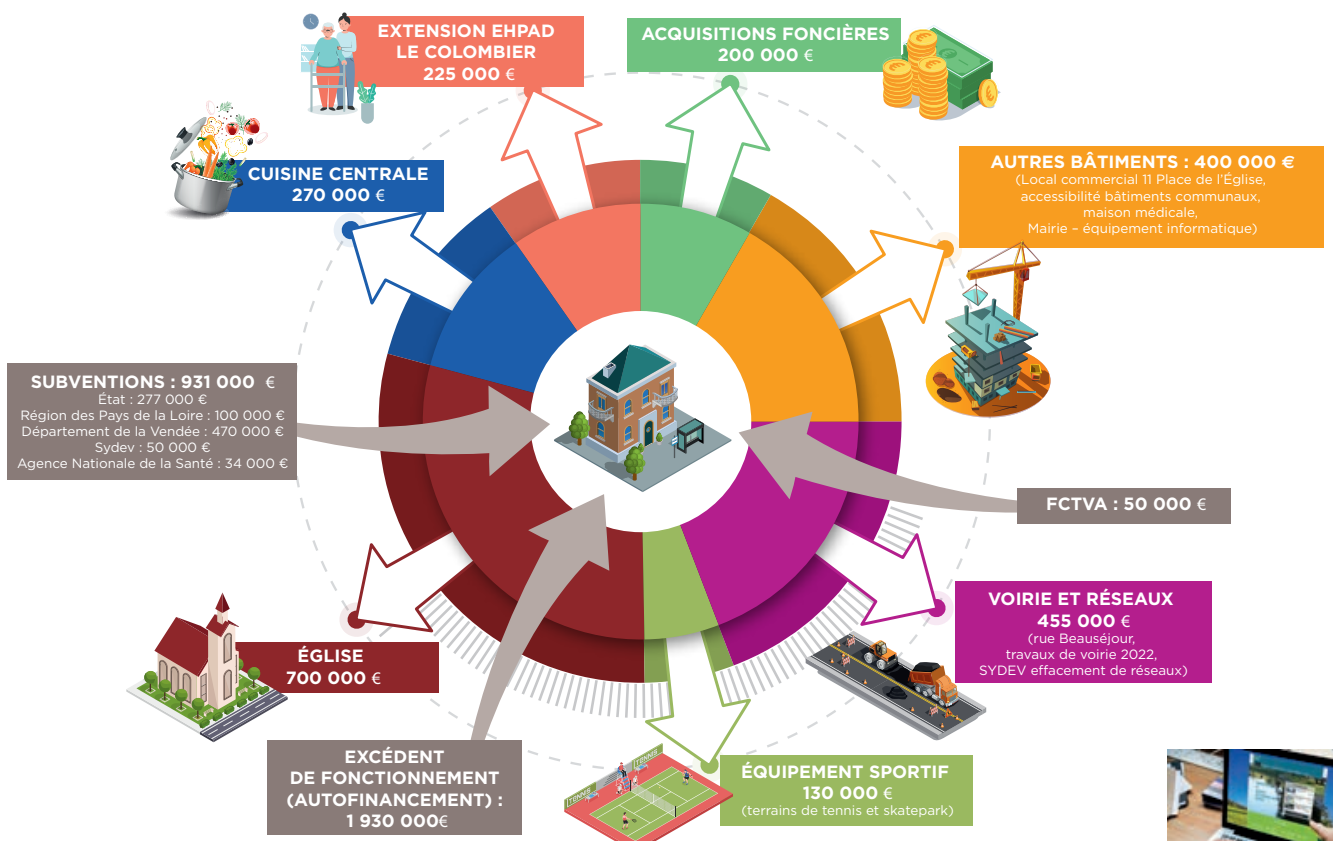 EXTENSION EHPAD
LE COLOMBIER
225 000 €
ACQUISITIONS FONCIÈRES
200 000 €
CUISINE CENTRALE
270 000 €
AUTRES BÂTIMENTS : 400 000 €
(Local commercial 11 Place de l'Église,
accessibilité bâtiments communaux,
maison médicale,
Mairie – équipement informatique)
SUBVENTIONS : 931 000 €
État : 277 000 €
Région des Pays de la Loire : 100 000 €
Département de la Vendée : 470 000 €
Sydev : 50 000 €
Agence Nationale de la Santé : 34 000 €
FCTVA : 50 000 €
VOIRIE ET RÉSEAUX
455 000 €
(rue Beauséjour,
travaux de voirie 2022,
SYDEV effacement de réseaux)
ÉGLISE
700 000 €
EXCÉDENT
DE FONCTIONNEMENT
(AUTOFINANCEMENT) :
1 930 000€
TENNIS
TENNIS
ÉQUIPEMENT SPORTIF
130 000 €
(terrains de tennis et skatepark)